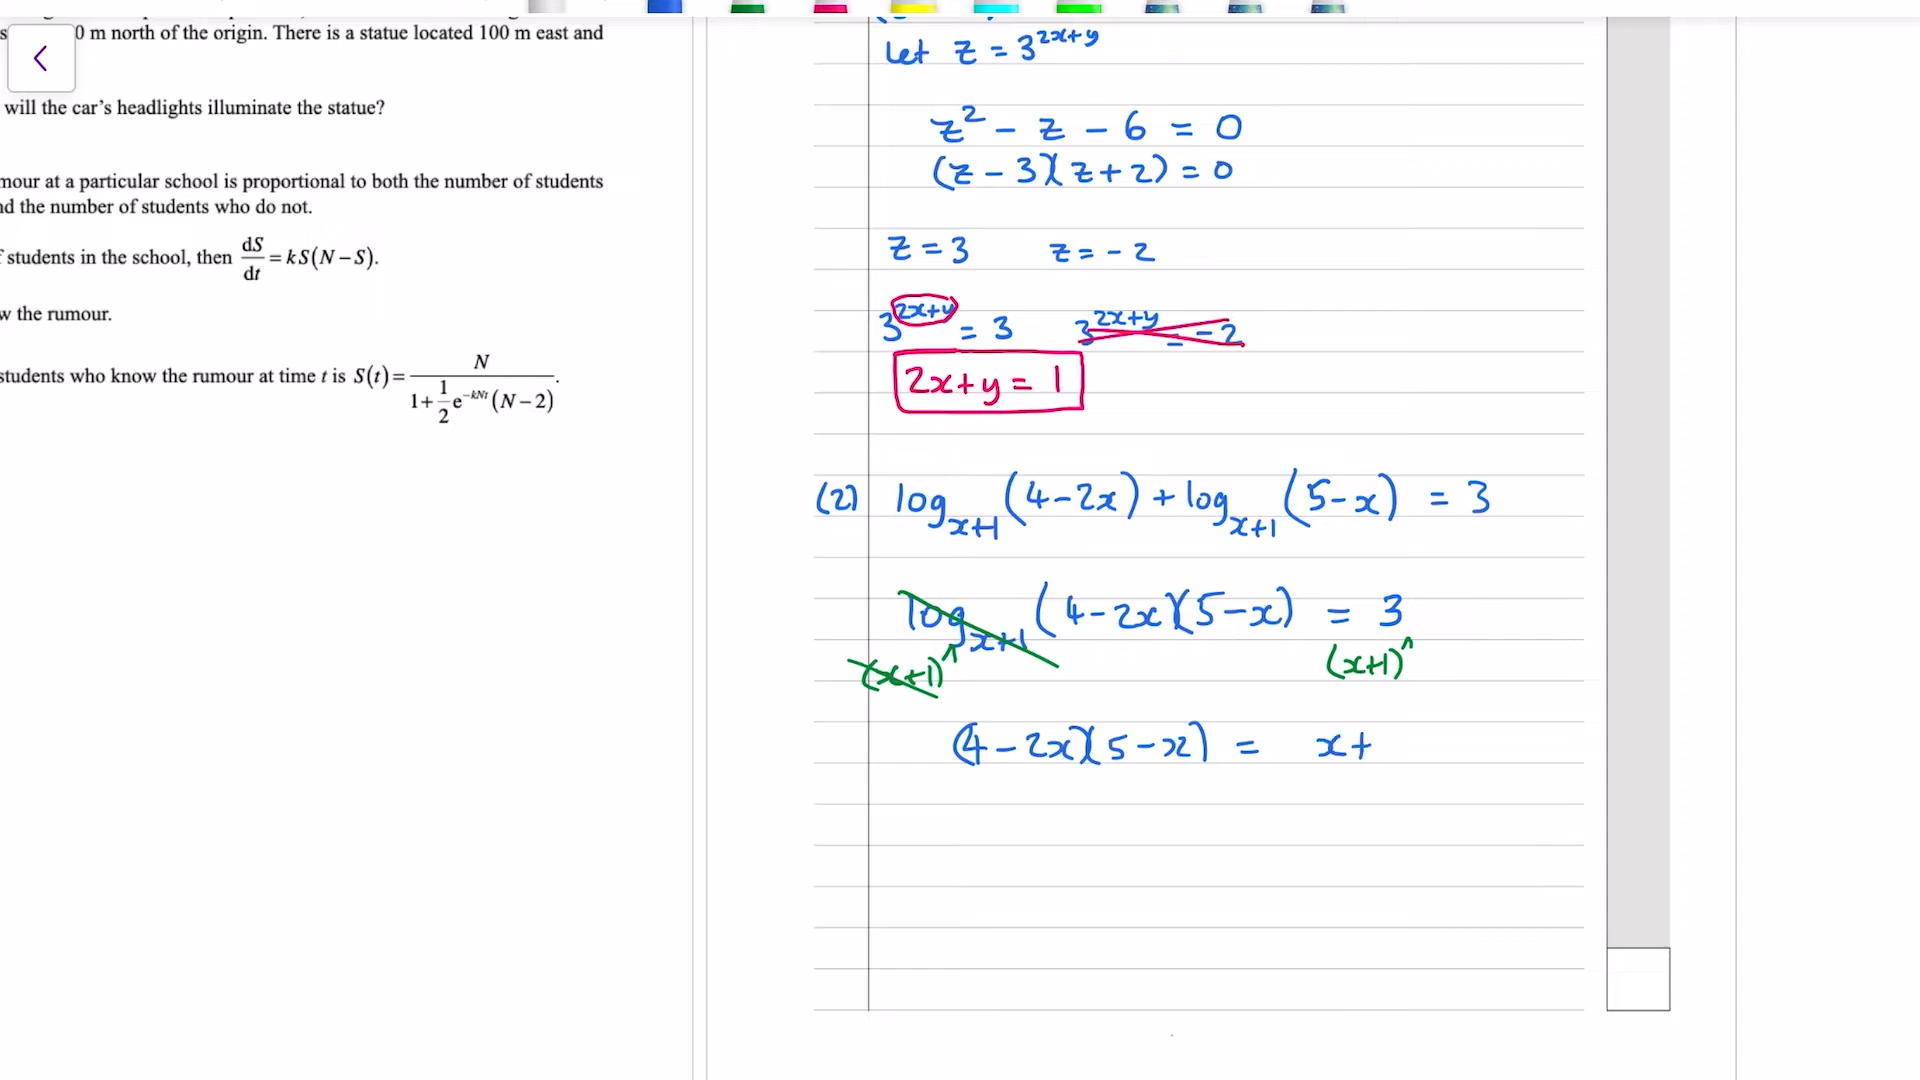 0 m north of the origin. There is a statue located 100 m east and
will the car's headlights illuminate the statue?
mour at a particular school is proportional to both the number of students
nd the number of students who do not.
students in the school, then dS/dt = kS(N−S).
w the rumour.
students who know the rumour at time t is S(t) = N / (1 + 1/2 e^(−kNt) (N−2)).
Let z = 3^(2x+y)
z² − z − 6 = 0
(z − 3)(z + 2) = 0
z = 3 z = −2
3^(2x+y) = 3 3^(2x+y) = −2
2x+y = 1
(2) log_(x+1) (4−2x) + log_(x+1) (5−x) = 3
log_(x+1) (4−2x)(5−x) = 3
(x+1)^ (x+1)^
(4−2x)(5−x) = x+